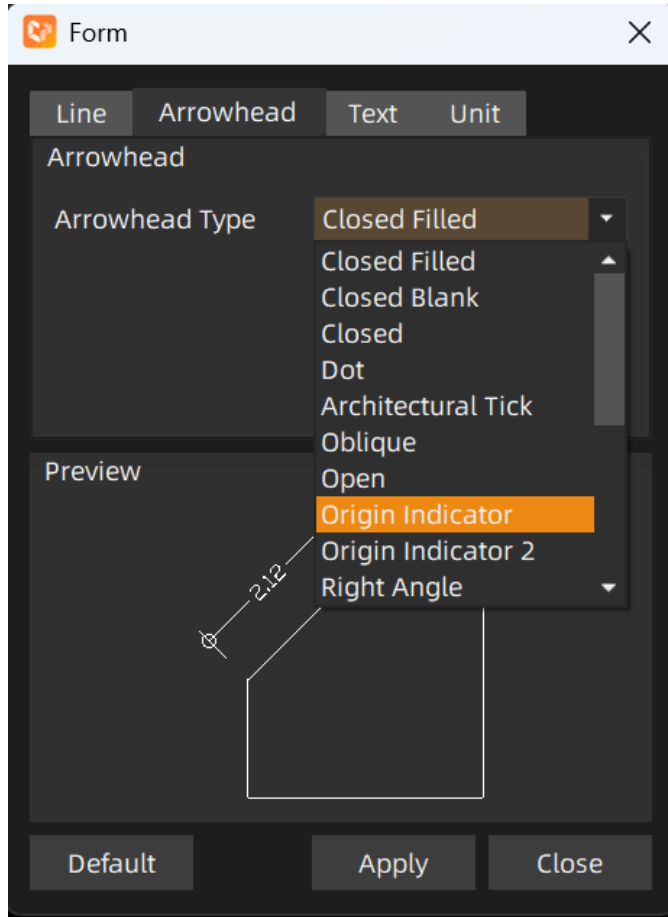 Form
Line Arrowhead Text Unit
Arrowhead
Arrowhead Type Closed Filled
Closed Filled
Closed Blank
Closed
Dot
Architectural Tick
Oblique
Open
Origin Indicator
Origin Indicator 2
Right Angle
Preview
2.12
Default Apply Close